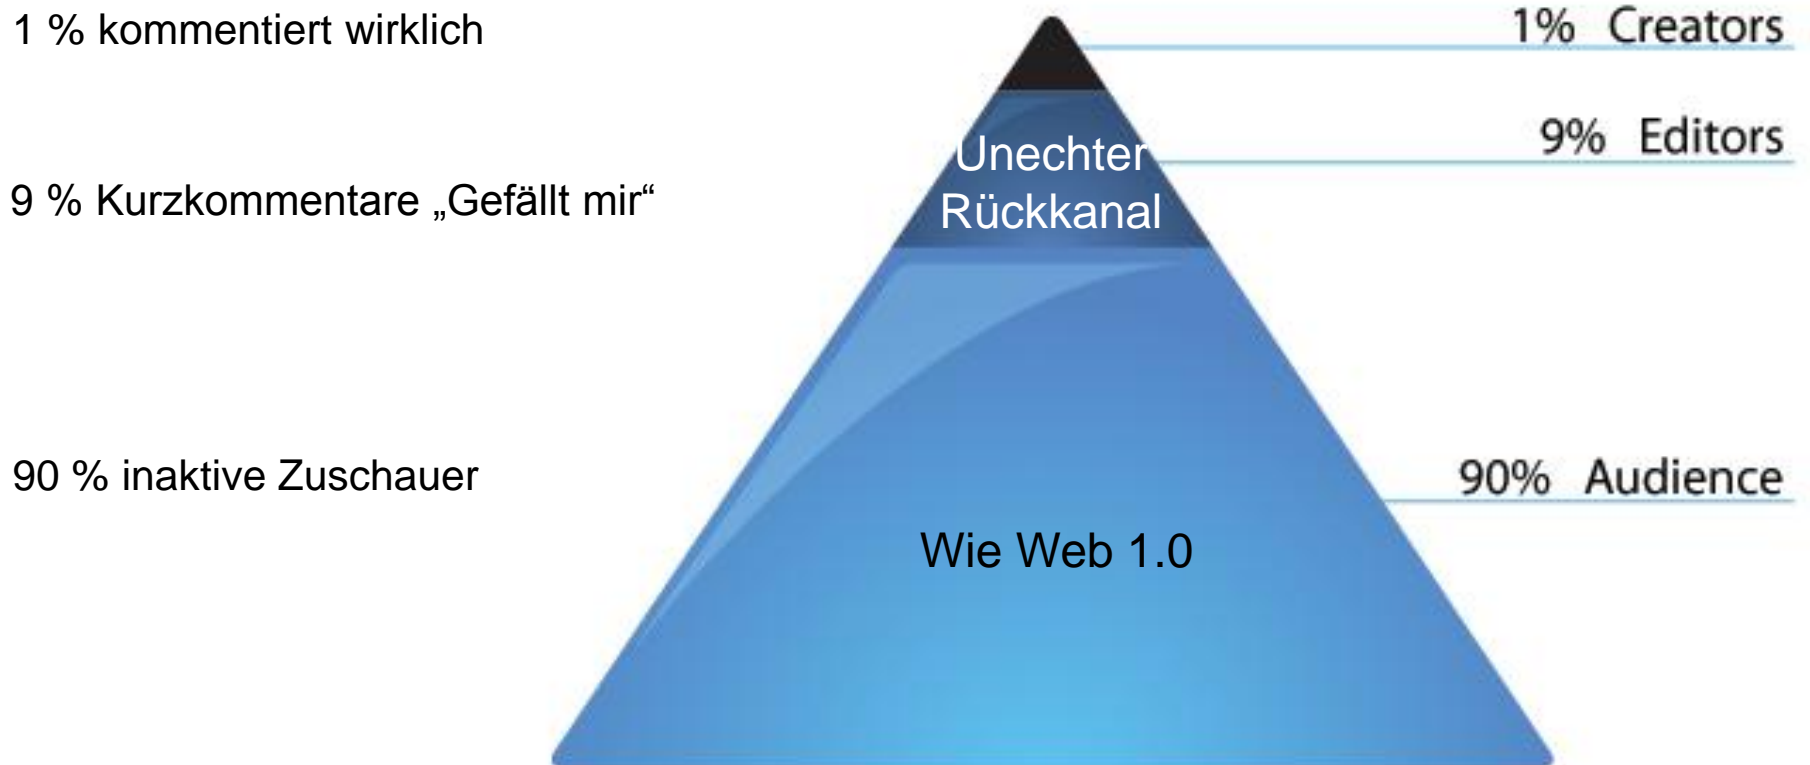 1 % kommentiert wirklich
1% Creators
9% Editors
Unechter
Rückkanal
9 % Kurzkommentare „Gefällt mir“
90 % inaktive Zuschauer
90% Audience
Wie Web 1.0